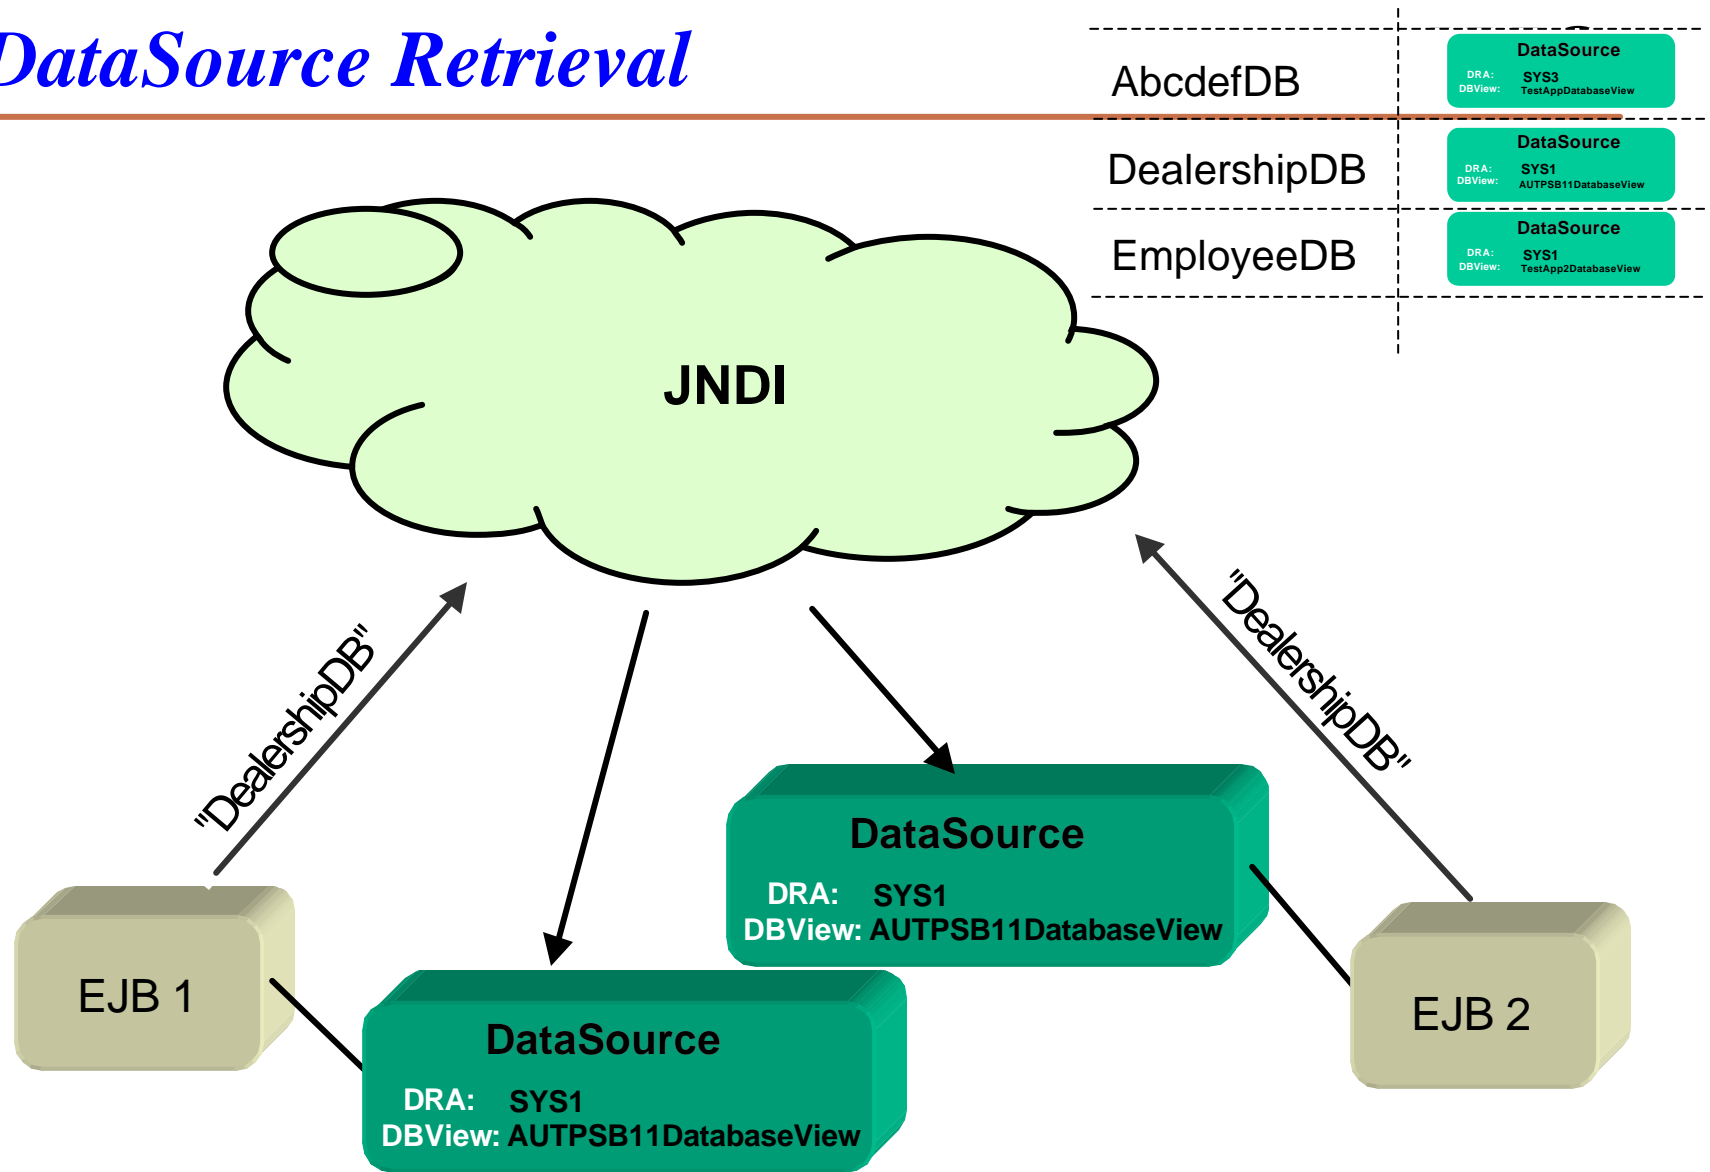 DataSource Retrieval
AbcdefDB
DataSource
DRA: SYS3
DBView: TestAppDatabaseView
DealershipDB
DataSource
DRA: SYS1
DBView: AUTPSB11DatabaseView
EmployeeDB
DataSource
DRA: SYS1
DBView: TestApp2DatabaseView
JNDI
"DealershipDB"
"DealershipDB"
DataSource
DRA: SYS1
DBView: AUTPSB11DatabaseView
EJB 1
EJB 2
DataSource
DRA: SYS1
DBView: AUTPSB11DatabaseView